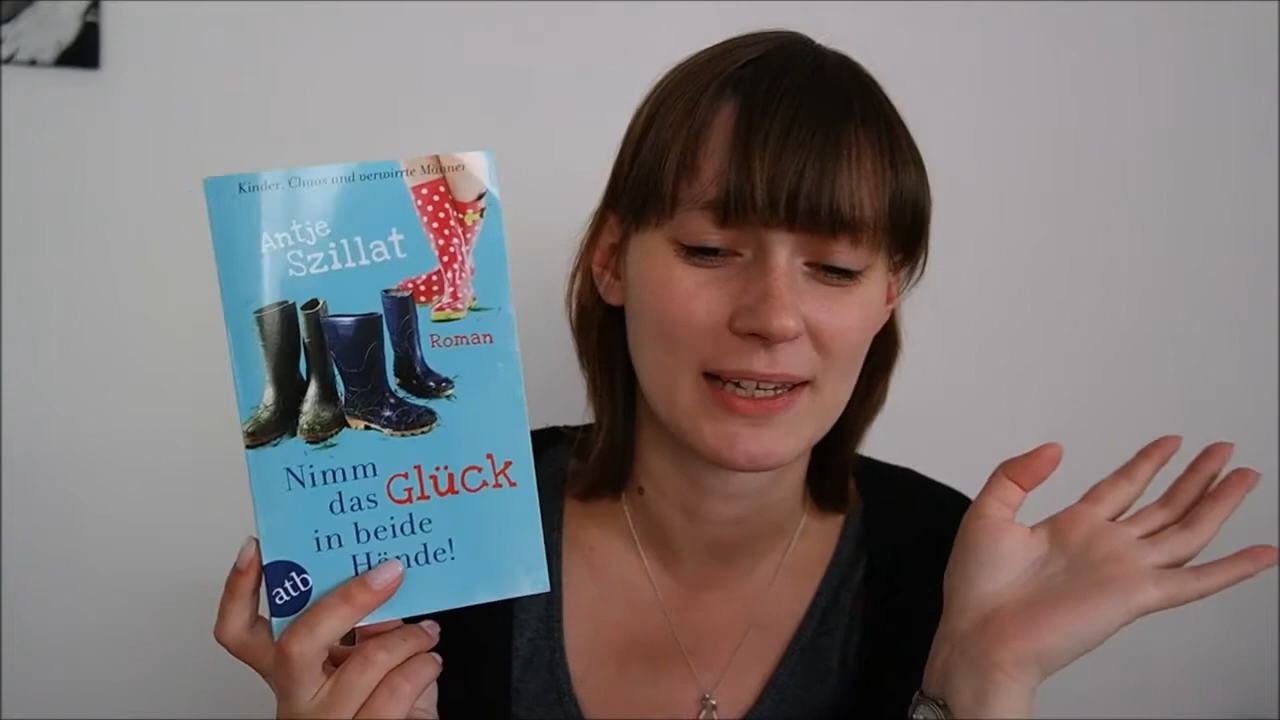 Kinder, Chaos und verwirrte Männer
Antje
Szillat
Roman
Nimm
das Glück
in beide
Hände!
atb